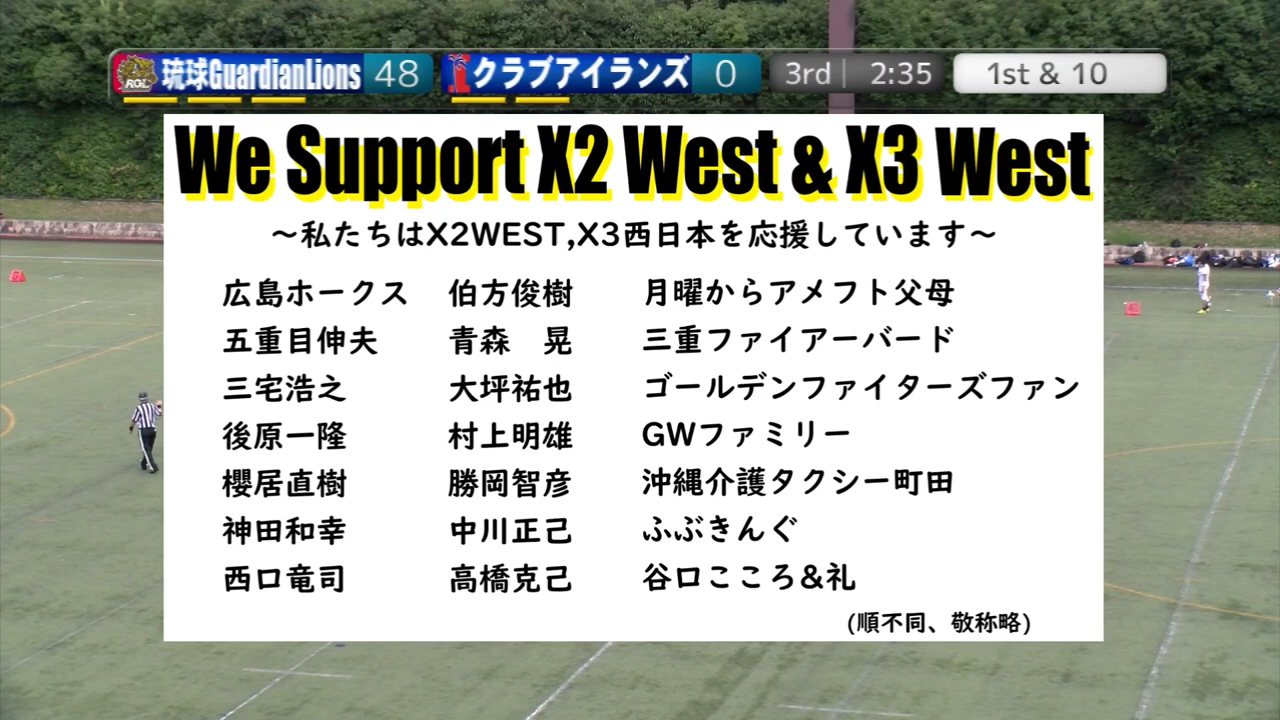 RGL 琉球GuardianLions 48 クラブアイランズ 0 3rd 2:35 1st & 10
We Support X2 West & X3 West
～私たちはX2WEST,X3西日本を応援しています～
広島ホークス 伯方俊樹 月曜からアメフト父母
五重目伸夫 青森　晃 三重ファイアーバード
三宅浩之 大坪祐也 ゴールデンファイターズファン
後原一隆 村上明雄 GWファミリー
櫻居直樹 勝岡智彦 沖縄介護タクシー町田
神田和幸 中川正己 ふぶきんぐ
西口竜司 高橋克己 谷口こころ&礼
(順不同、敬称略)